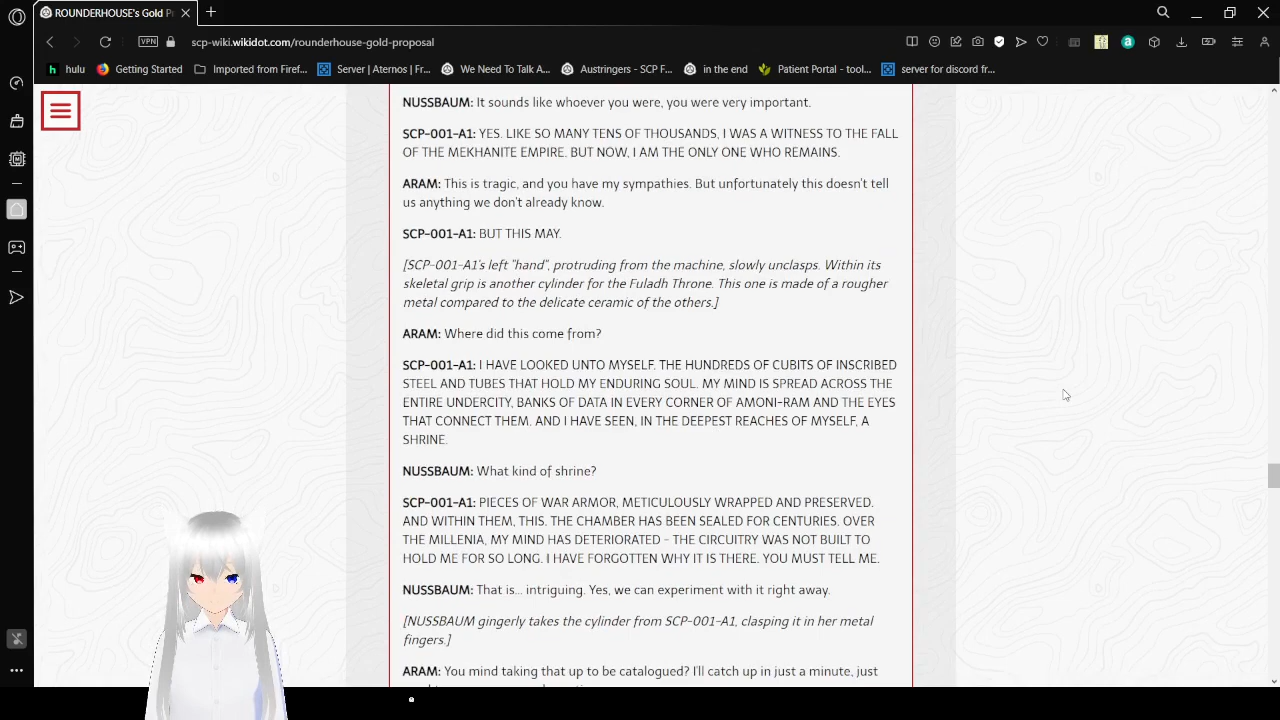 ROUNDERHOUSE's Gold P
scp-wiki.wikidot.com/rounderhouse-gold-proposal
VPN
hulu
Getting Started
Imported from Firef...
Server | Aternos | Fr...
We Need To Talk A...
Austringers - SCP F...
in the end
Patient Portal - tool...
server for discord fr...
NUSSBAUM: It sounds like whoever you were, you were very important.
SCP-001-A1: YES. LIKE SO MANY TENS OF THOUSANDS, I WAS A WITNESS TO THE FALL
OF THE MEKHANITE EMPIRE. BUT NOW, I AM THE ONLY ONE WHO REMAINS.
ARAM: This is tragic, and you have my sympathies. But unfortunately this doesn't tell
us anything we don't already know.
SCP-001-A1: BUT THIS MAY.
[SCP-001-A1's left "hand", protruding from the machine, slowly unclasps. Within its
skeletal grip is another cylinder for the Fuladh Throne. This one is made of a rougher
metal compared to the delicate ceramic of the others.]
ARAM: Where did this come from?
SCP-001-A1: I HAVE LOOKED UNTO MYSELF. THE HUNDREDS OF CUBITS OF INSCRIBED
STEEL AND TUBES THAT HOLD MY ENDURING SOUL. MY MIND IS SPREAD ACROSS THE
ENTIRE UNDERCITY, BANKS OF DATA IN EVERY CORNER OF AMONI-RAM AND THE EYES
THAT CONNECT THEM. AND I HAVE SEEN, IN THE DEEPEST REACHES OF MYSELF, A
SHRINE.
NUSSBAUM: What kind of shrine?
SCP-001-A1: PIECES OF WAR ARMOR, METICULOUSLY WRAPPED AND PRESERVED.
AND WITHIN THEM, THIS. THE CHAMBER HAS BEEN SEALED FOR CENTURIES. OVER
THE MILLENIA, MY MIND HAS DETERIORATED - THE CIRCUITRY WAS NOT BUILT TO
HOLD ME FOR SO LONG. I HAVE FORGOTTEN WHY IT IS THERE. YOU MUST TELL ME.
NUSSBAUM: That is... intriguing. Yes, we can experiment with it right away.
[NUSSBAUM gingerly takes the cylinder from SCP-001-A1, clasping it in her metal
fingers.]
ARAM: You mind taking that up to be catalogued? I'll catch up in just a minute, just